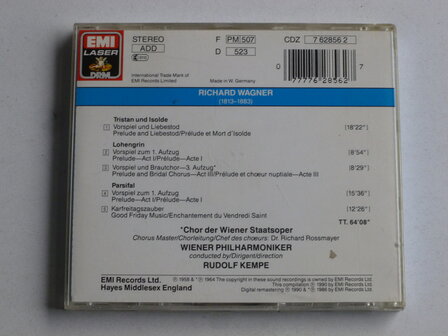 EMI
LASER
DRM
STEREO
ADD
International Trade Mark of
EMI Records Limited
F PM 507
D 523
Made in W. Germany
CDZ 7 62856 2
0 77776 28562 7
RICHARD WAGNER
(1813-1883)
Tristan und Isolde
1 Vorspiel und Liebestod [18'22"]
Prelude and Liebestod/Prélude et Mort d'Isolde
Lohengrin
2 Vorspiel zum 1. Aufzug [8'54"]
Prelude—Act I/Prélude—Acte I
3 Vorspiel und Brautchor—3. Aufzug* [8'29"]
Prelude and Bridal Chorus—Act III/Prélude et chœur nuptiale—Acte III
Parsifal
4 Vorspiel zum 1. Aufzug [15'36"]
Prelude—Act I/Prélude—Acte I
5 Karfreitagszauber [12'26"]
Good Friday Music/Enchantement du Vendredi Saint
TT. 64'08"
*Chor der Wiener Staatsoper
Chorus Master/Chorleitung/Chef des chœurs: Dr. Richard Rossmayer
WIENER PHILHARMONIKER
conducted by/Dirigent/direction
RUDOLF KEMPE
EMI Records Ltd.
Hayes Middlesex England
℗ 1958 & *℗ 1964 The copyright in these sound recordings is owned by EMI Records Ltd.
This compilation ℗ 1990 by EMI Records Ltd.
Digital remastering ℗ 1990 & *1986 by EMI Records Ltd.